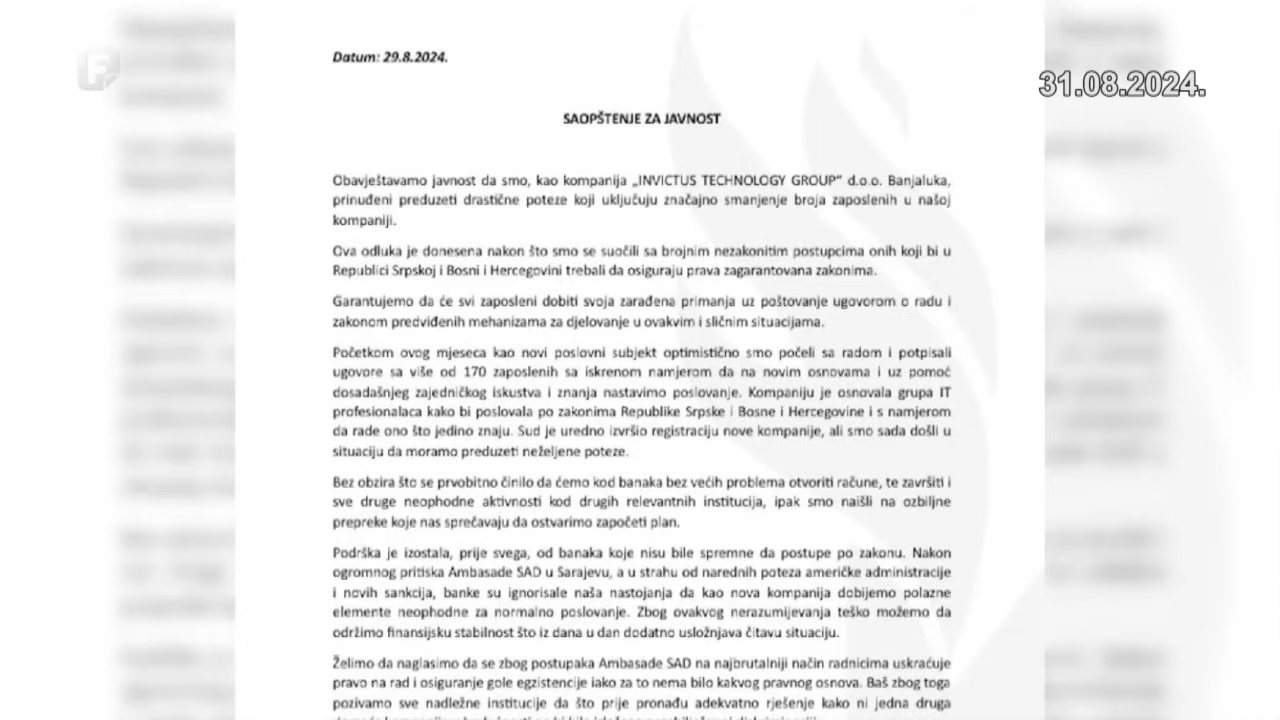 Datum: 29.8.2024.
31.08.2024.
SAOPŠTENJE ZA JAVNOST
Obavještavamo javnost da smo, kao kompanija „INVICTUS TECHNOLOGY GROUP“ d.o.o. Banjaluka,
prinuđeni preduzeti drastične poteze koji uključuju značajno smanjenje broja zaposlenih u našoj
kompaniji.
Ova odluka je donesena nakon što smo se suočili sa brojnim nezakonitim postupcima onih koji bi u
Republici Srpskoj i Bosni i Hercegovini trebali da osiguraju prava zagarantovana zakonima.
Garantujemo da će svi zaposleni dobiti svoja zarađena primanja uz poštovanje ugovorom o radu i
zakonom predviđenih mehanizama za djelovanje u ovakvim i sličnim situacijama.
Početkom ovog mjeseca kao novi poslovni subjekt optimistično smo počeli sa radom i potpisali
ugovore sa više od 170 zaposlenih sa iskrenom namjerom da na novim osnovama i uz pomoć
dosadašnjeg zajedničkog iskustva i znanja nastavimo poslovanje. Kompaniju je osnovala grupa IT
profesionalaca kako bi poslovala po zakonima Republike Srpske i Bosne i Hercegovine i s namjerom
da rade ono što jedino znaju. Sud je uredno izvršio registraciju nove kompanije, ali smo sada došli u
situaciju da moramo preduzeti neželjene poteze.
Bez obzira što se prvobitno činilo da ćemo kod banaka bez većih problema otvoriti račune, te završiti i
sve druge neophodne aktivnosti kod drugih relevantnih institucija, ipak smo naišli na ozbiljne
prepreke koje nas sprečavaju da ostvarimo započeti plan.
Podrška je izostala, prije svega, od banaka koje nisu bile spremne da postupe po zakonu. Nakon
ogromnog pritiska Ambasade SAD u Sarajevu, a u strahu od narednih poteza američke administracije
i novih sankcija, banke su ignorisale naša nastojanja da kao nova kompanija dobijemo polazne
elemente neophodne za normalno poslovanje. Zbog ovakvog nerazumijevanja teško možemo da
održimo finansijsku stabilnost što iz dana u dan dodatno usložnjava čitavu situaciju.
Želimo da naglasimo da se zbog postupaka Ambasade SAD na najbrutalniji način radnicima uskraćuje
pravo na rad i osiguranje gole egzistencije iako za to nema bilo kakvog pravnog osnova. Baš zbog toga
pozivamo sve nadležne institucije da što prije pronađu adekvatno rješenje kako ni jedna druga